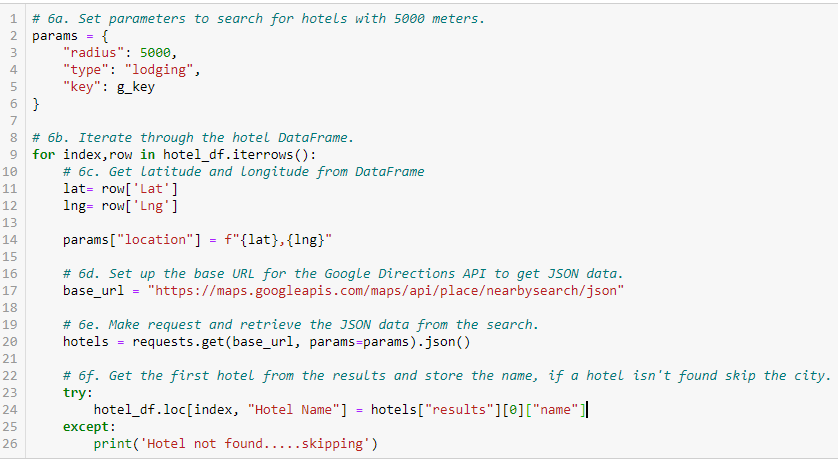 1 # 6a. Set parameters to search for hotels with 5000 meters.
2 params = {
3     "radius": 5000,
4     "type": "lodging",
5     "key": g_key
6 }
7
8 # 6b. Iterate through the hotel DataFrame.
9 for index,row in hotel_df.iterrows():
10     # 6c. Get latitude and longitude from DataFrame
11     lat= row['Lat']
12     lng= row['Lng']
13
14     params["location"] = f"{lat},{lng}"
15
16     # 6d. Set up the base URL for the Google Directions API to get JSON data.
17     base_url = "https://maps.googleapis.com/maps/api/place/nearbysearch/json"
18
19     # 6e. Make request and retrieve the JSON data from the search.
20     hotels = requests.get(base_url, params=params).json()
21
22     # 6f. Get the first hotel from the results and store the name, if a hotel isn't found skip the city.
23     try:
24         hotel_df.loc[index, "Hotel Name"] = hotels["results"][0]["name"]
25     except:
26         print('Hotel not found.....skipping')